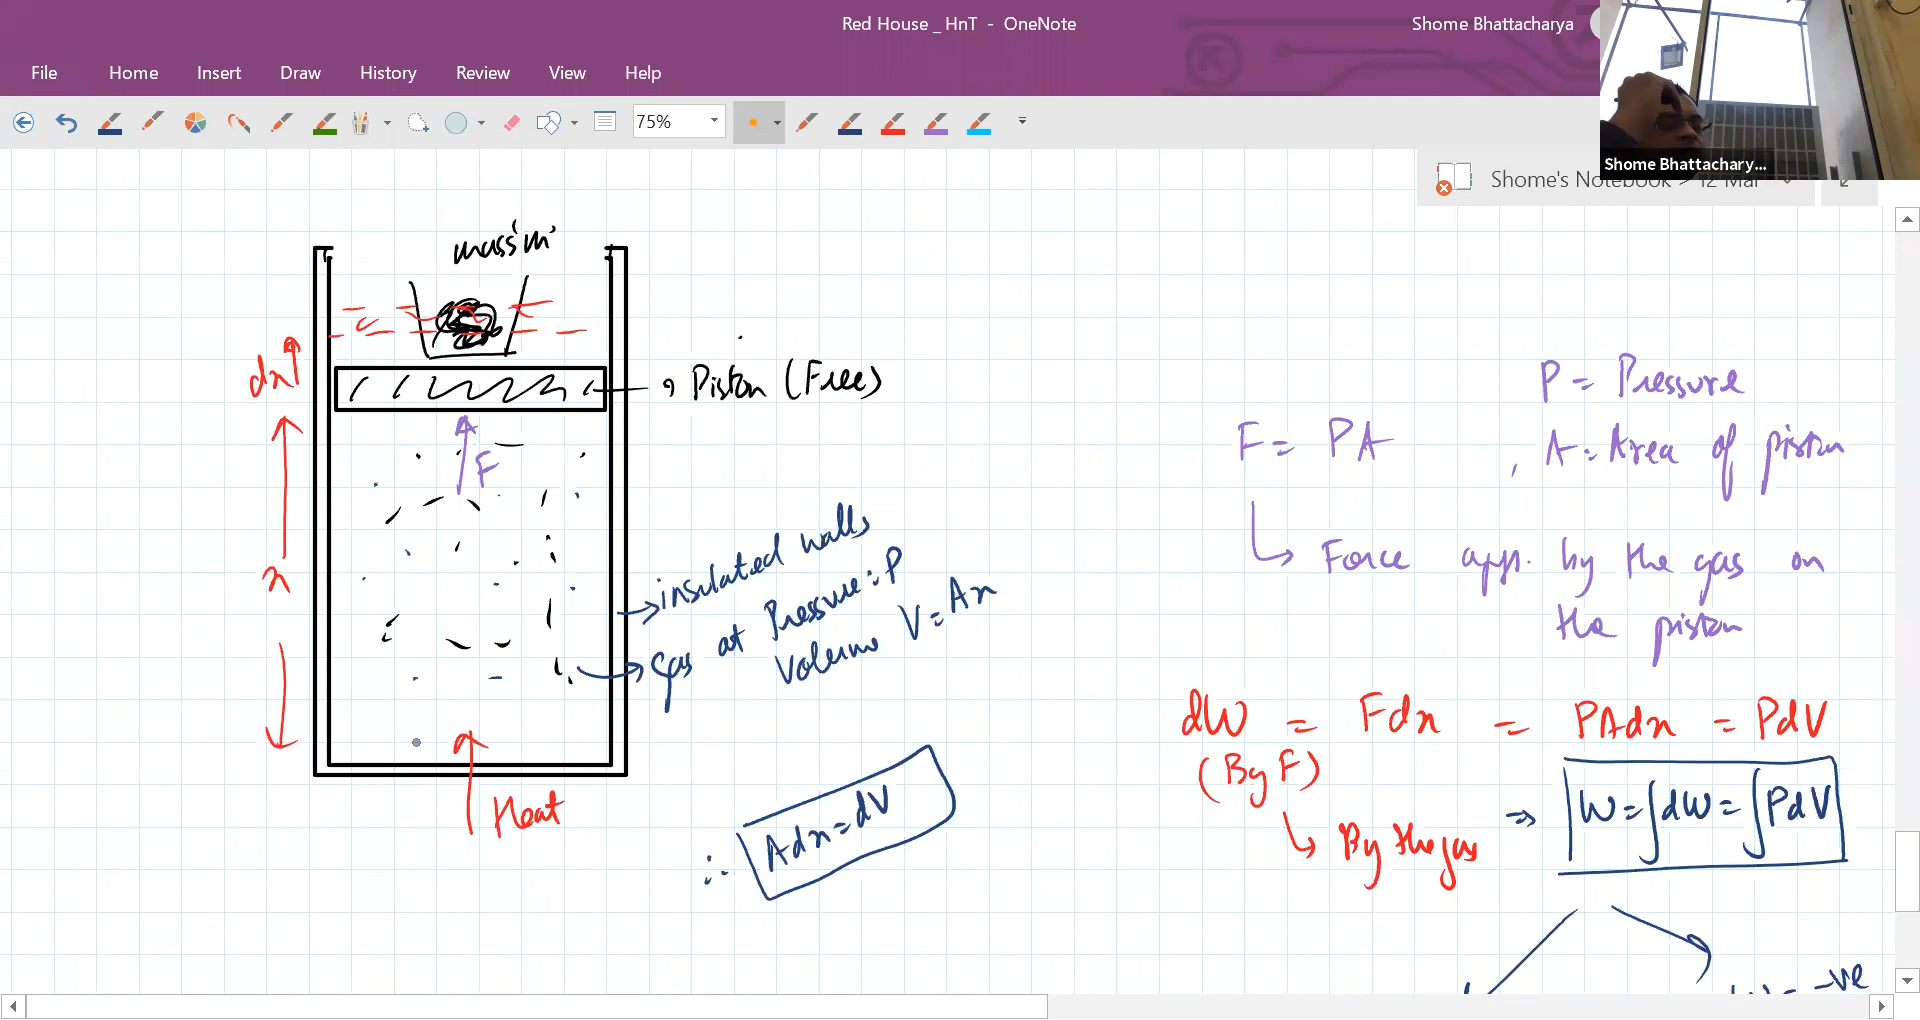 Red House _ HnT - OneNote
Shome Bhattacharya
File Home Insert Draw History Review View Help
75%
Shome Bhattachary...
Shome's Notebook > 12 Mar
mass 'm'
dx
Piston (Free)
F
x
insulated walls
Gas at Pressure: P
Volume V = Ax
Heat
∴ Adx = dV
P = Pressure
F = PA , A = Area of piston
Force app. by the gas on
the piston
dW = Fdx = PAdx = PdV
(By F)
By the gas
⇒ W = ∫dW = ∫PdV
-ve